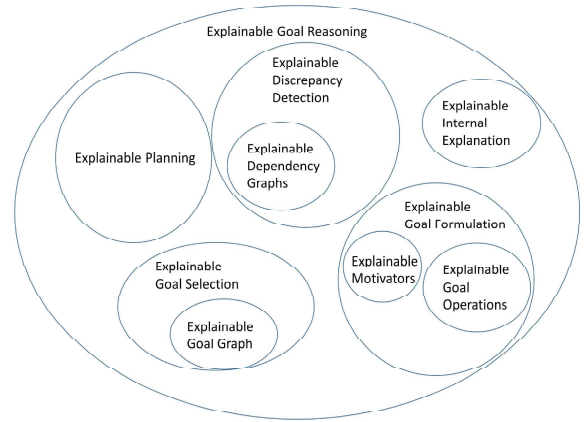 Explainable Goal Reasoning
Explainable
Discrepancy
Detection
Explainable
Internal
Explanation
Explainable Planning
Explainable
Dependency
Graphs
Explainable
Goal Formulation
Explainable
Motivators
Explainable
Goal
Operations
Explainable
Goal Selection
Explainable
Goal Graph